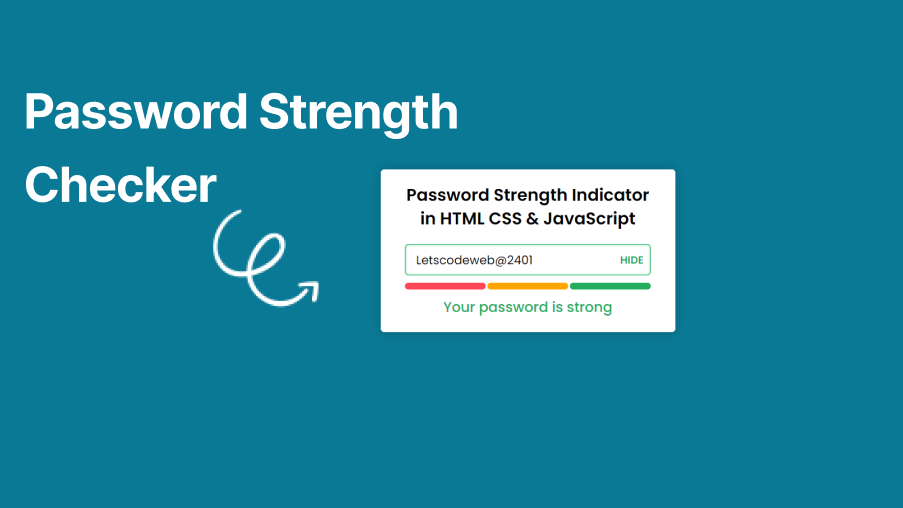 Password Strength
Checker
Password Strength Indicator
in HTML CSS & JavaScript
Letscodeweb@2401 HIDE
Your password is strong